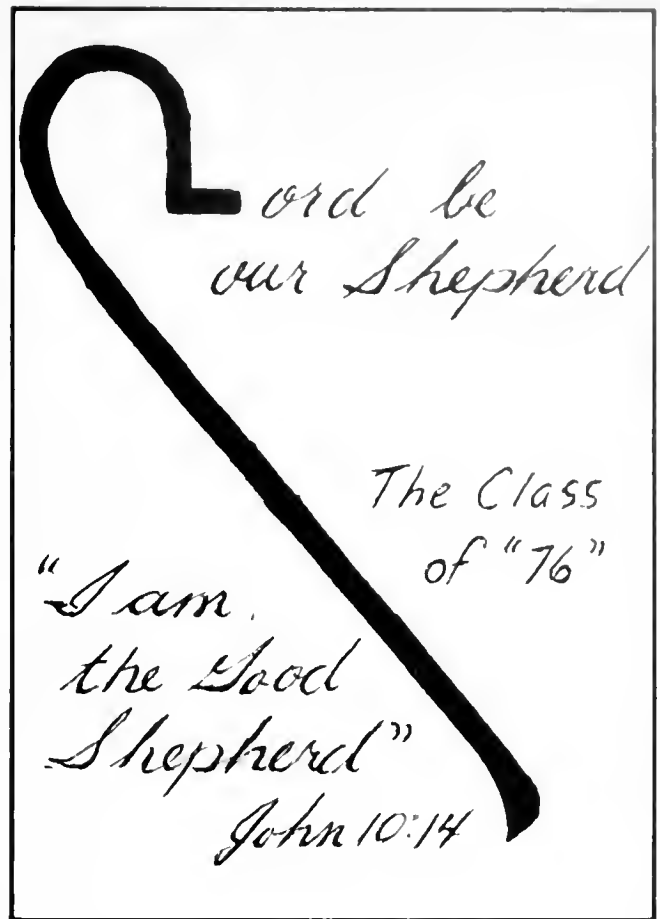 Lord be
our Shepherd
The Class
of "76"
"I am
the Good
Shepherd"
John 10:14